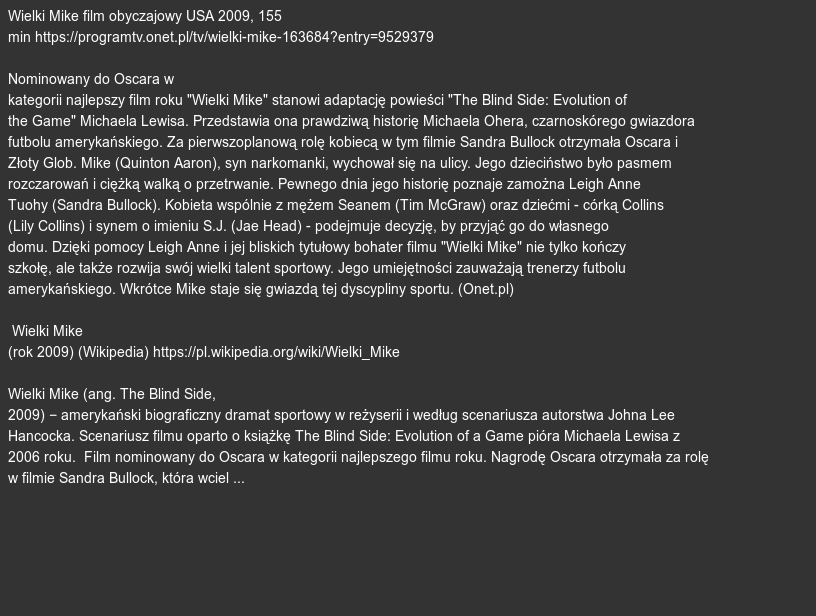 Wielki Mike film obyczajowy USA 2009, 155
min https://programtv.onet.pl/tv/wielki-mike-163684?entry=9529379
Nominowany do Oscara w
kategorii najlepszy film roku "Wielki Mike" stanowi adaptację powieści "The Blind Side: Evolution of
the Game" Michaela Lewisa. Przedstawia ona prawdziwą historię Michaela Ohera, czarnoskórego gwiazdora
futbolu amerykańskiego. Za pierwszoplanową rolę kobiecą w tym filmie Sandra Bullock otrzymała Oscara i
Złoty Glob. Mike (Quinton Aaron), syn narkomanki, wychował się na ulicy. Jego dzieciństwo było pasmem
rozczarowań i ciężką walką o przetrwanie. Pewnego dnia jego historię poznaje zamożna Leigh Anne
Tuohy (Sandra Bullock). Kobieta wspólnie z mężem Seanem (Tim McGraw) oraz dziećmi - córką Collins
(Lily Collins) i synem o imieniu S.J. (Jae Head) - podejmuje decyzję, by przyjąć go do własnego
domu. Dzięki pomocy Leigh Anne i jej bliskich tytułowy bohater filmu "Wielki Mike" nie tylko kończy
szkołę, ale także rozwija swój wielki talent sportowy. Jego umiejętności zauważają trenerzy futbolu
amerykańskiego. Wkrótce Mike staje się gwiazdą tej dyscypliny sportu. (Onet.pl)
Wielki Mike
(rok 2009) (Wikipedia) https://pl.wikipedia.org/wiki/Wielki_Mike
Wielki Mike (ang. The Blind Side,
2009) – amerykański biograficzny dramat sportowy w reżyserii i według scenariusza autorstwa Johna Lee
Hancocka. Scenariusz filmu oparto o książkę The Blind Side: Evolution of a Game pióra Michaela Lewisa z
2006 roku.  Film nominowany do Oscara w kategorii najlepszego filmu roku. Nagrodę Oscara otrzymała za rolę
w filmie Sandra Bullock, która wciel ...